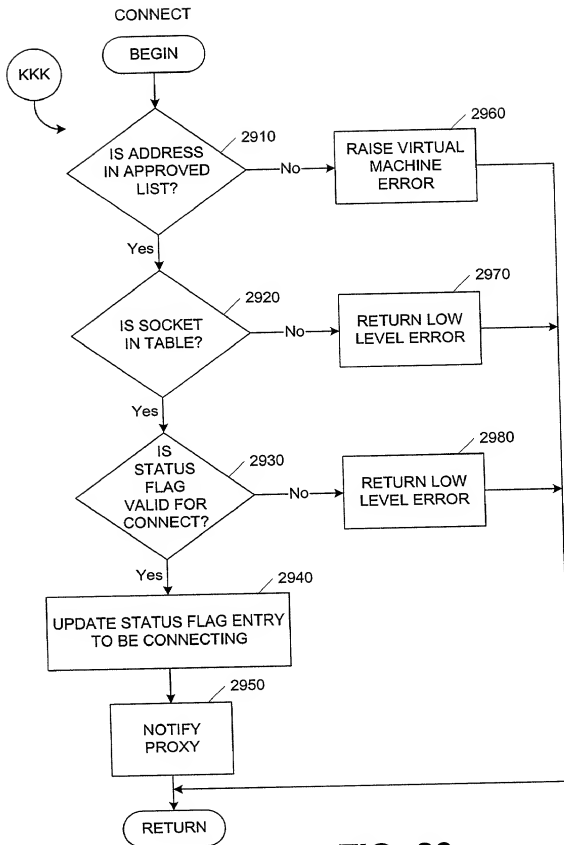 CONNECT
BEGIN
KKK
2910
IS ADDRESS
IN APPROVED
LIST?
No
2960
RAISE VIRTUAL
MACHINE
ERROR
Yes
2920
IS SOCKET
IN TABLE?
No
2970
RETURN LOW
LEVEL ERROR
Yes
2930
IS
STATUS
FLAG
VALID FOR
CONNECT?
No
2980
RETURN LOW
LEVEL ERROR
Yes
2940
UPDATE STATUS FLAG ENTRY
TO BE CONNECTING
2950
NOTIFY
PROXY
RETURN